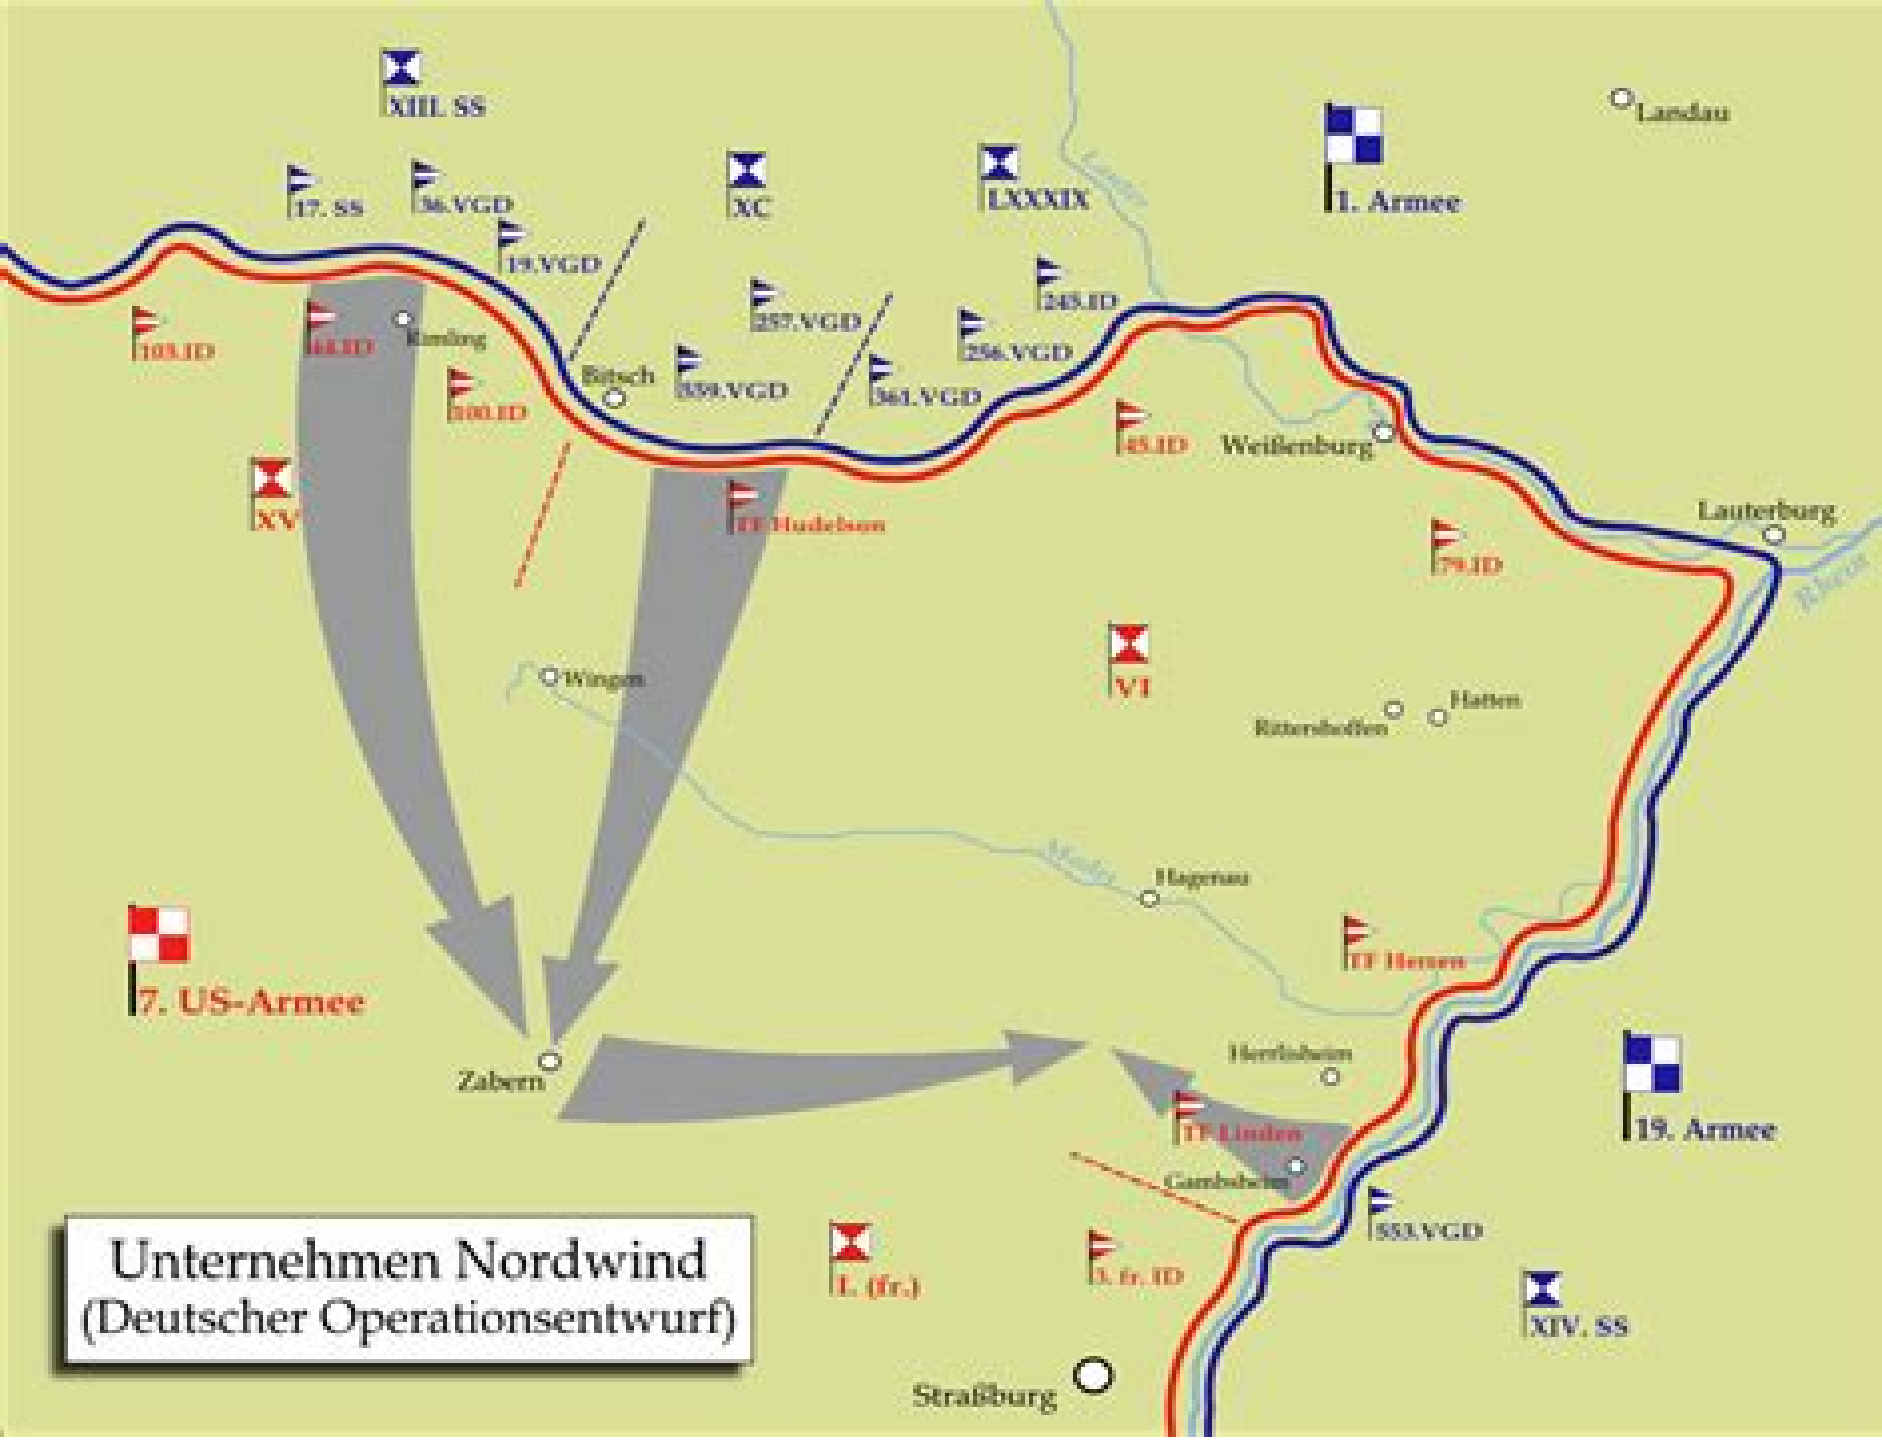 XIII. SS
Landau
17. SS
36.VGD
XC
LXXXIX
1. Armee
19.VGD
245.ID
257.VGD
103.ID
44.ID
Rimling
256.VGD
Bitsch
559.VGD
361.VGD
100.ID
45.ID
Weißenburg
XV
TF Hudelson
Lauterburg
79.ID
Rhein
Wingen
VI
Hatten
Rittershoffen
Moder
Hagenau
TF Herren
7. US-Armee
Herrlisheim
Zabern
19. Armee
TF Linden
Gambsheim
553.VGD
Unternehmen Nordwind
(Deutscher Operationsentwurf)
I. (fr.)
3. fr. ID
XIV. SS
Straßburg